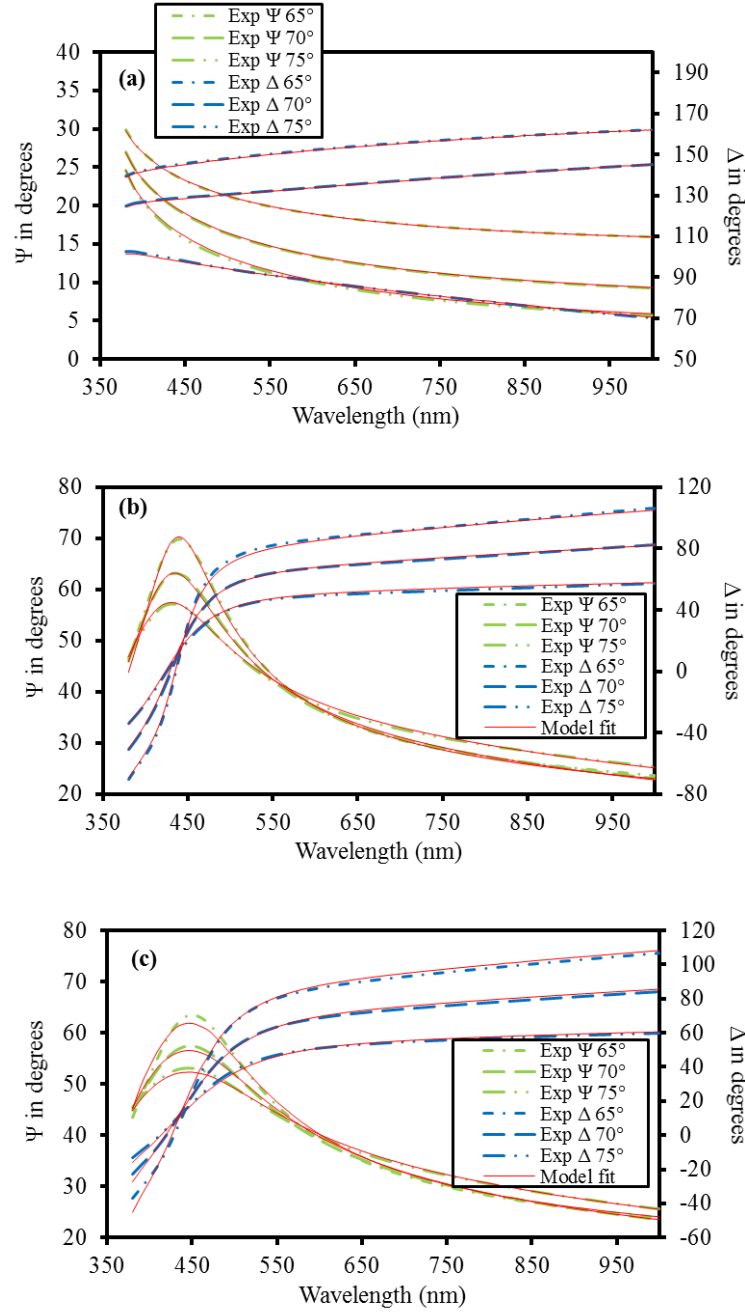 Exp Ψ 65°
Exp Ψ 70°
Exp Ψ 75°
Exp Δ 65°
Exp Δ 70°
Exp Δ 75°
(a)
40
35
30
25
20
15
10
5
0
Ψ in degrees
190
170
150
130
110
90
70
50
Δ in degrees
350 450 550 650 750 850 950
Wavelength (nm)
(b)
80
70
60
50
40
30
20
Ψ in degrees
120
80
40
0
-40
-80
Δ in degrees
Exp Ψ 65°
Exp Ψ 70°
Exp Ψ 75°
Exp Δ 65°
Exp Δ 70°
Exp Δ 75°
Model fit
350 450 550 650 750 850 950
Wavelength (nm)
(c)
80
70
60
50
40
30
20
Ψ in degrees
120
100
80
60
40
20
0
-20
-40
-60
Δ in degrees
Exp Ψ 65°
Exp Ψ 70°
Exp Ψ 75°
Exp Δ 65°
Exp Δ 70°
Exp Δ 75°
Model fit
350 450 550 650 750 850 950
Wavelength (nm)